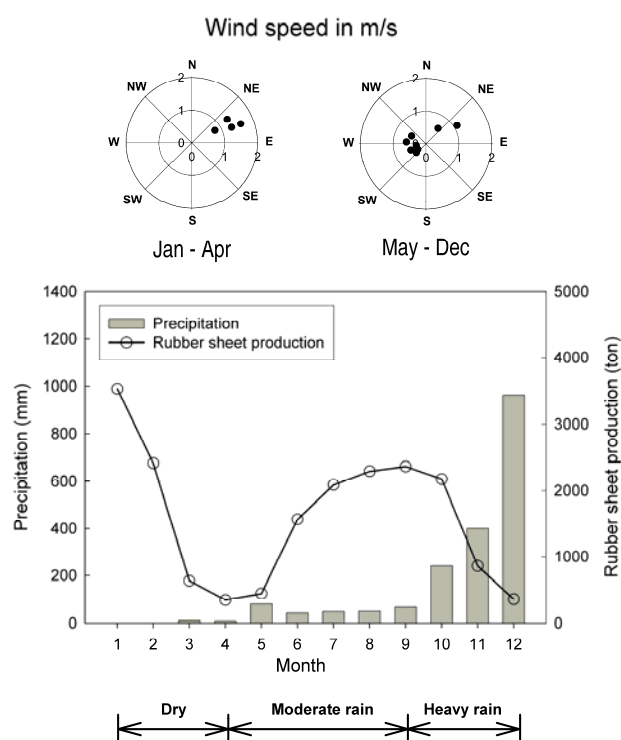 Wind speed in m/s
N
NW
2
NE
1
W
0
0
1
2
E
SW
SE
S
Jan - Apr
N
NW
2
NE
1
W
0
0
1
2
E
SW
SE
S
May - Dec
1400
1200
1000
800
600
400
200
0
Precipitation (mm)
Precipitation
Rubber sheet production
5000
4000
3000
2000
1000
0
Rubber sheet production (ton)
1 2 3 4 5 6 7 8 9 10 11 12
Month
Dry Moderate rain Heavy rain